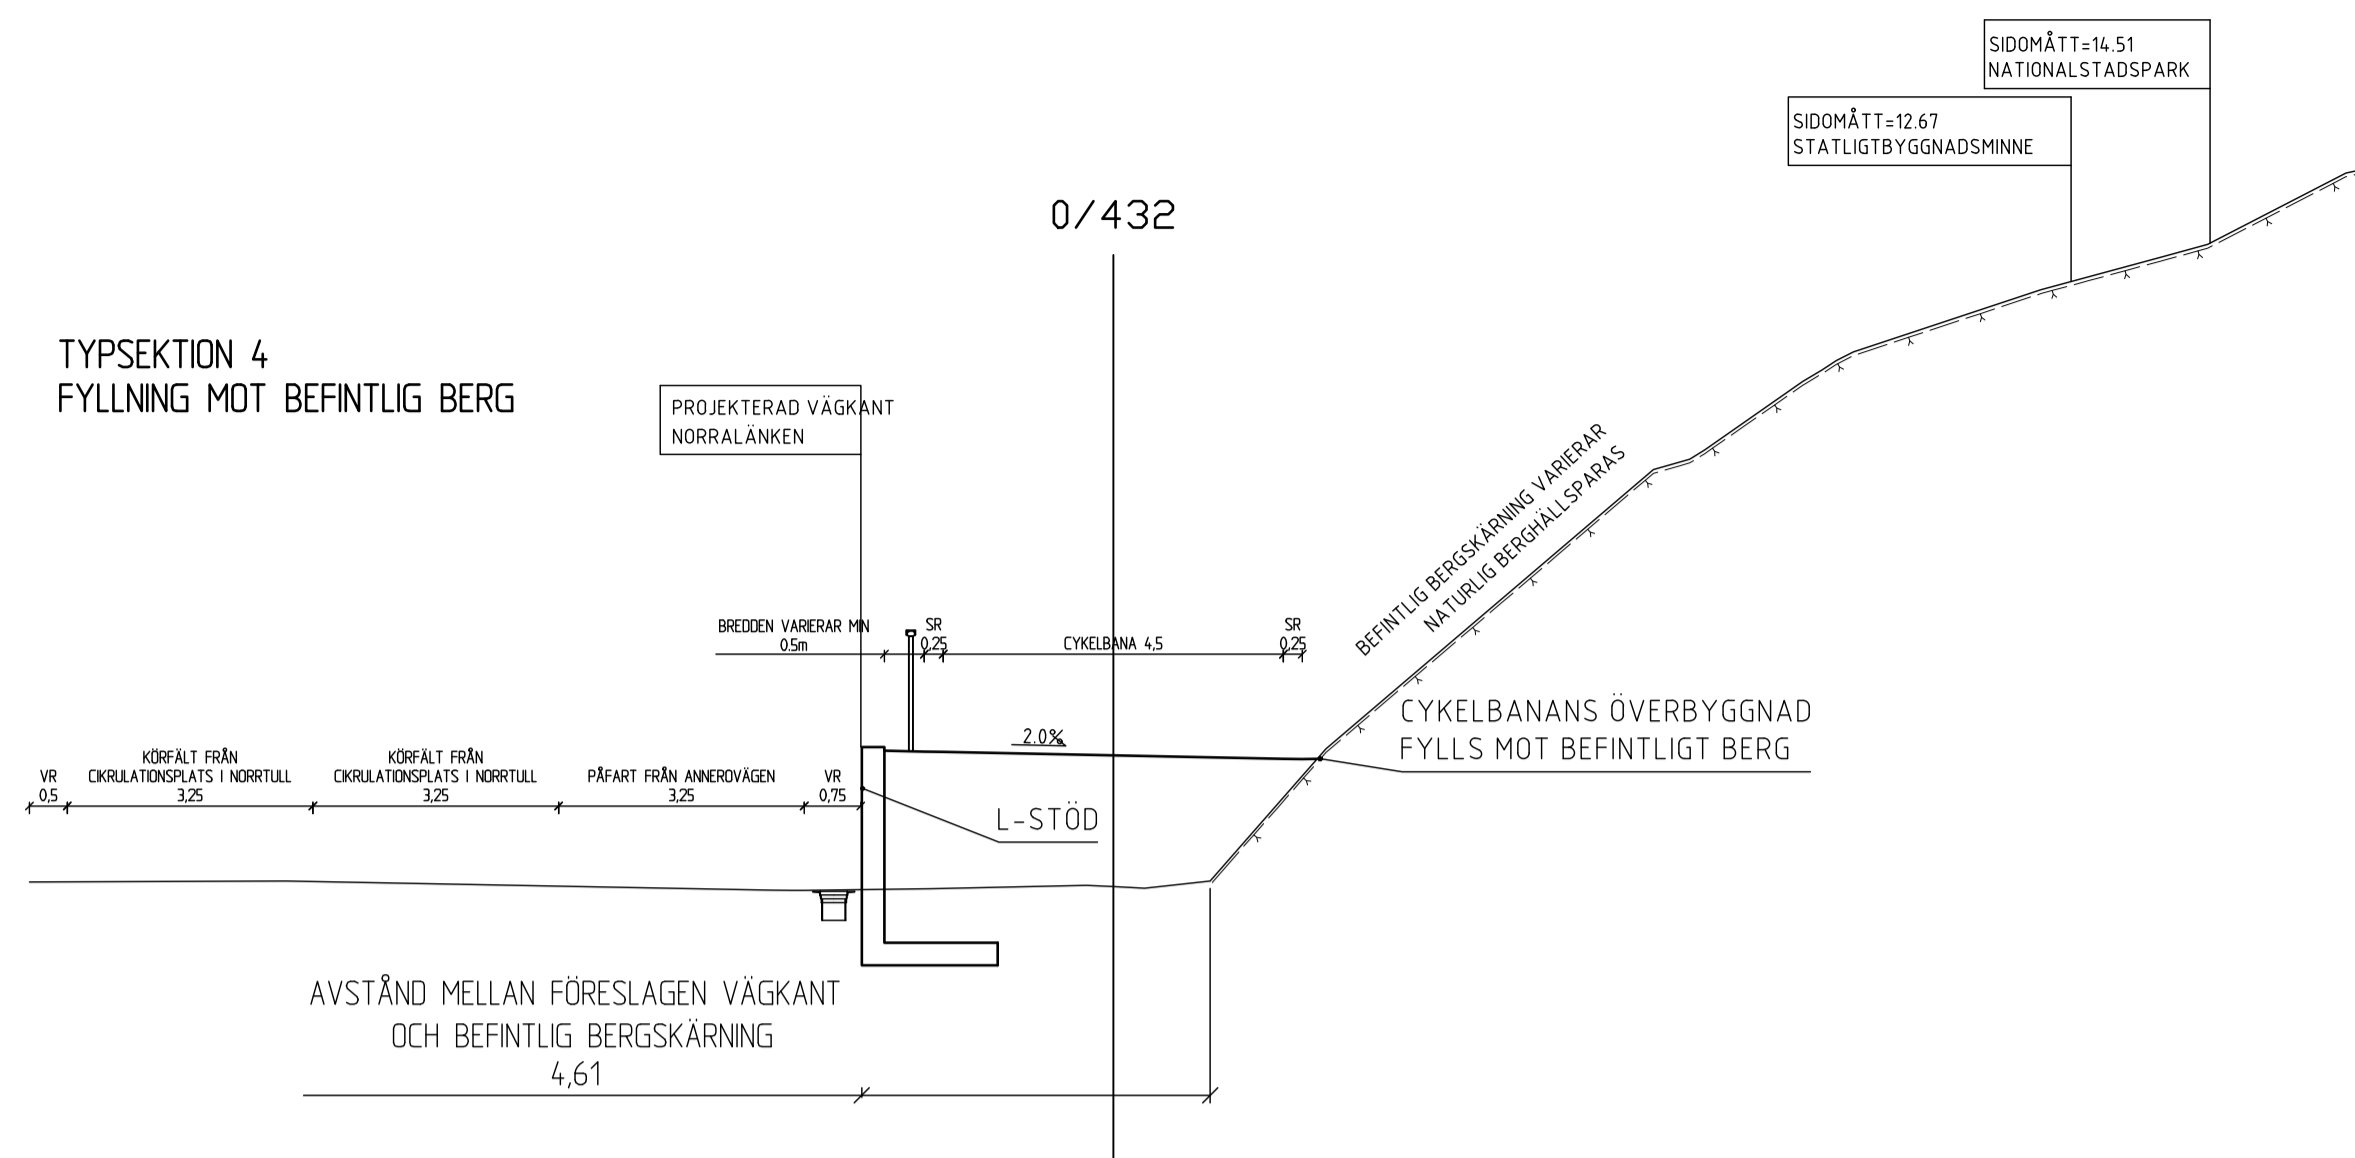 SIDOMÅTT=14.51
NATIONALSTADSPARK
SIDOMÅTT=12.67
STATLIGTBYGGNADSMINNE
0/432
TYPSEKTION 4
FYLLNING MOT BEFINTLIG BERG
PROJEKTERAD VÄGKANT
NORRALÄNKEN
BEFINTLIG BERGSKÄRNING VARIERAR
NATURLIG BERGHÄLLSPARAS
BREDDEN VARIERAR MIN
0.5m
SR
0,25
CYKELBANA 4,5
SR
0,25
2.0%
CYKELBANANS ÖVERBYGGNAD
FYLLS MOT BEFINTLIGT BERG
VR
0,5
KÖRFÄLT FRÅN
CIKRULATIONSPLATS I NORRTULL
3,25
KÖRFÄLT FRÅN
CIKRULATIONSPLATS I NORRTULL
3,25
PÅFART FRÅN ANNEROVÄGEN
3,25
VR
0,75
L-STÖD
AVSTÅND MELLAN FÖRESLAGEN VÄGKANT
OCH BEFINTLIG BERGSKÄRNING
4,61